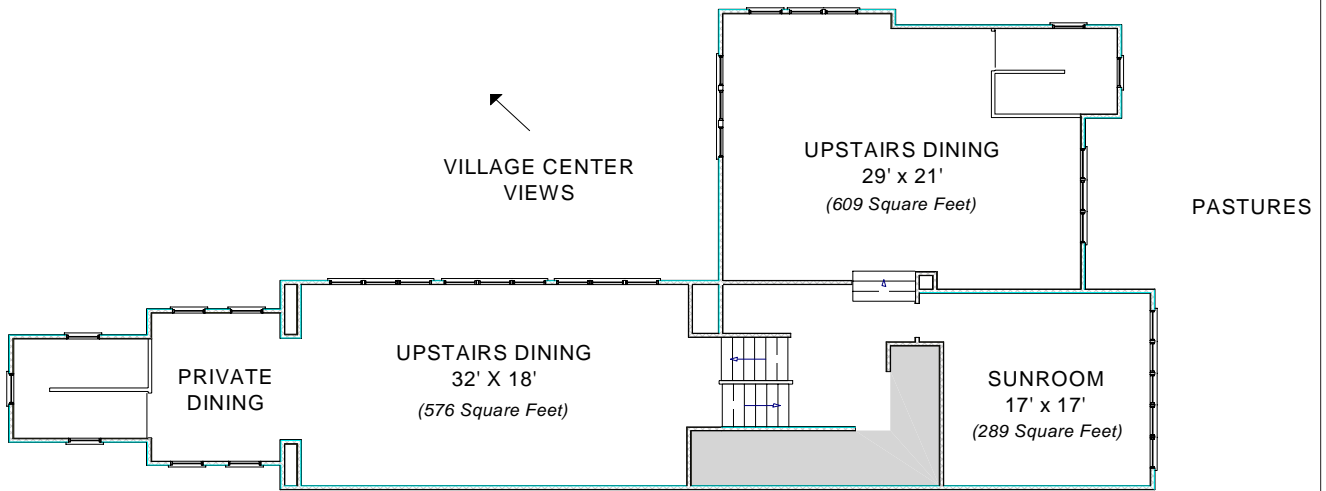 VILLAGE CENTER
VIEWS
UPSTAIRS DINING
29' x 21'
(609 Square Feet)
PASTURES
PRIVATE
DINING
UPSTAIRS DINING
32' X 18'
(576 Square Feet)
SUNROOM
17' x 17'
(289 Square Feet)